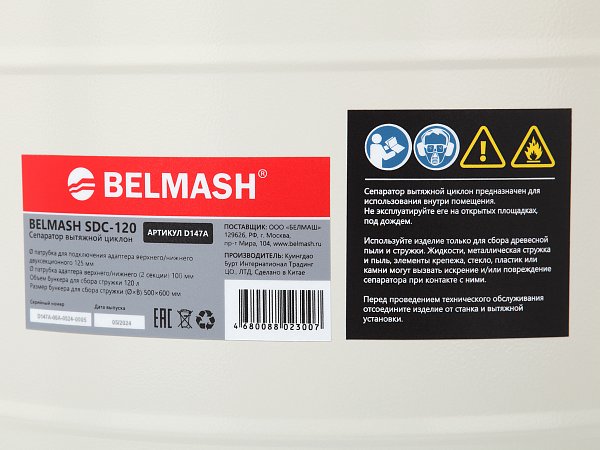 BELMASH®
BELMASH SDC-120
Сепаратор вытяжной циклон
АРТИКУЛ D147A
Ø патрубка для подключения адаптера верхнего/нижнего
двухсекционного 125 мм
Ø патрубка адаптера верхнего/нижнего (2 секции) 100 мм
Объем бункера для сбора стружки 120 л
Размер бункера для сбора стружки (Ø×В) 500×600 мм
Серийный номер
Дата выпуска
05/2024
ПОСТАВЩИК: ООО «БЕЛМАШ»
129626, РФ, г. Москва,
пр-т Мира, 104, www.belmash.ru
ПРОИЗВОДИТЕЛЬ: Куингдао
Бурт Интернатионал Традинг
ЦО., ЛТД, Сделано в Китае
EAC
4 680088 023007
Сепаратор вытяжной циклон предназначен для
использования внутри помещения.
Не эксплуатируйте его на открытых площадках,
под дождем.
Используйте изделие только для сбора древесной
пыли и стружки. Жидкости, металлическая стружка
и пыль, элементы крепежа, стекло, пластик или
камни могут вызвать искрение и/или повреждение
сепаратора при контакте с ними.
Перед проведением технического обслуживания
отсоедините изделие от станка и вытяжной
установки.